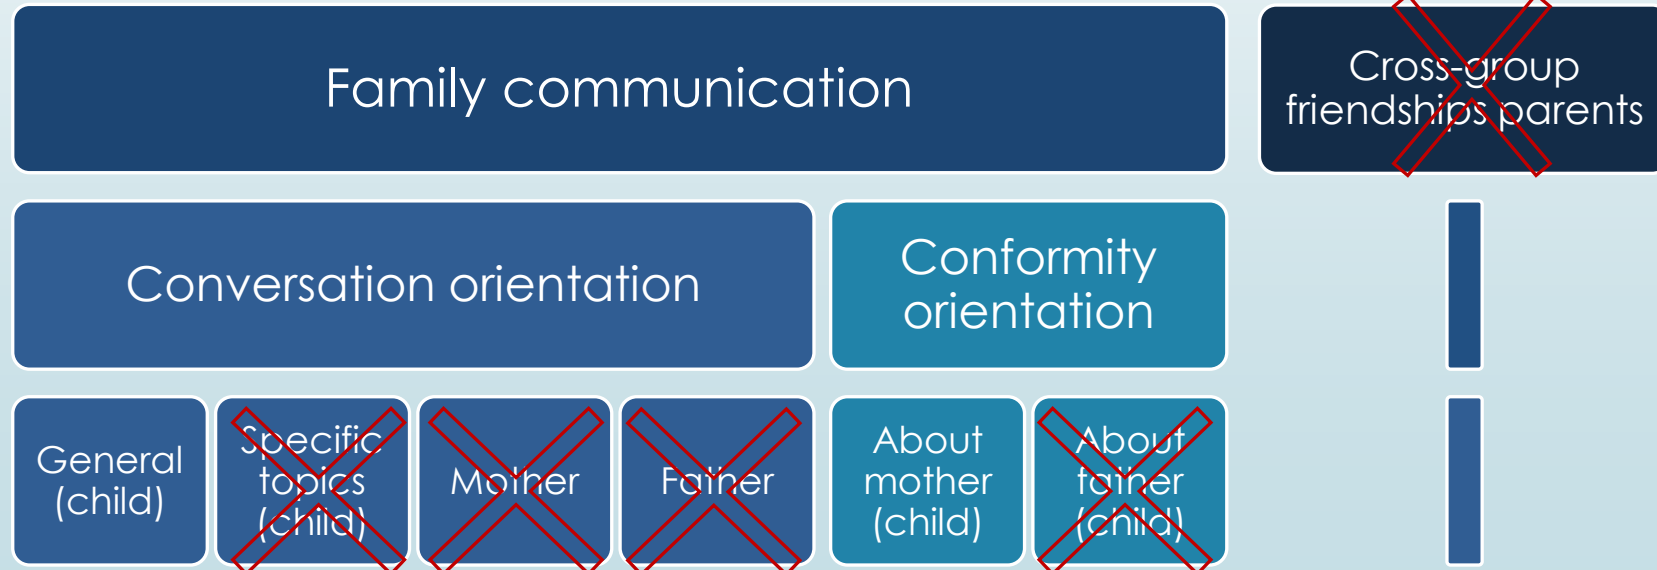 Family communication
Cross-group
friendships parents
Conversation orientation
Conformity
orientation
General
(child)
Specific
topics
(child)
Mother
Father
About
mother
(child)
About
father
(child)